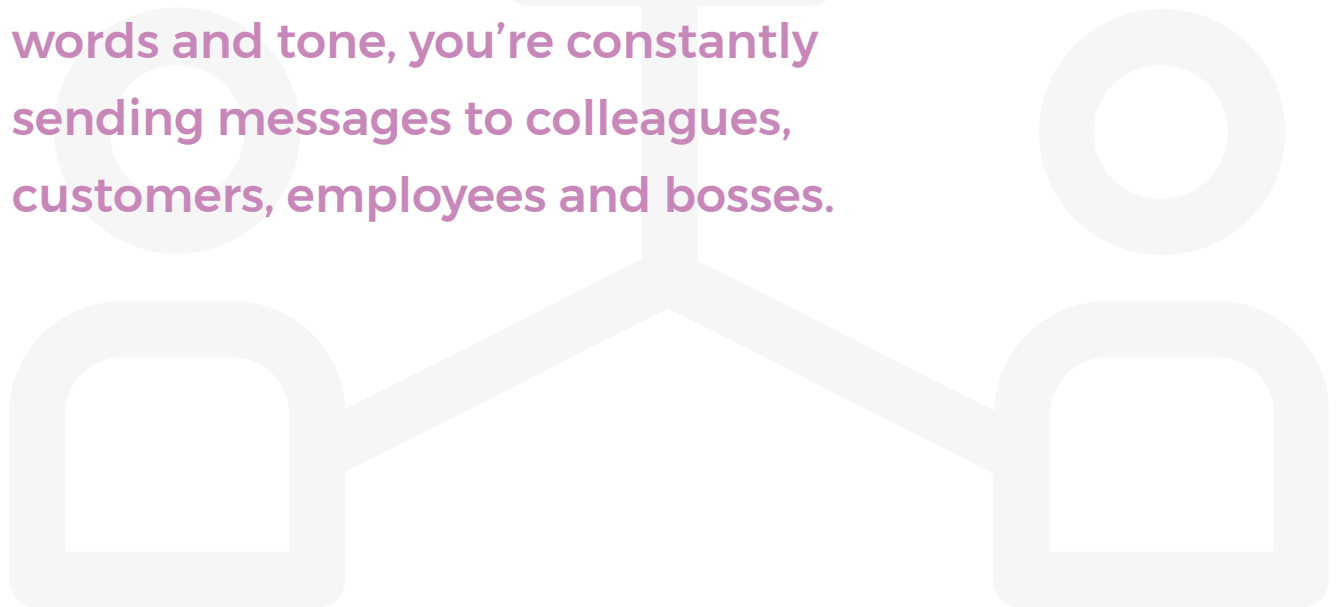 words and tone, you’re constantly
sending messages to colleagues,
customers, employees and bosses.